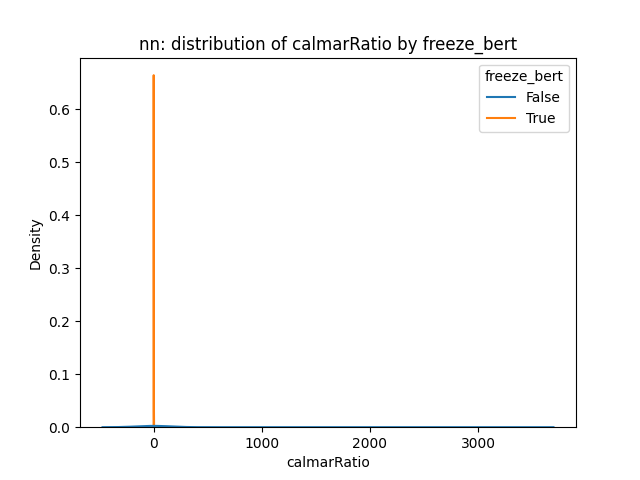 nn: distribution of calmarRatio by freeze_bert
freeze_bert
False
True
Density
0.6
0.5
0.4
0.3
0.2
0.1
0.0
0
1000
2000
3000
calmarRatio